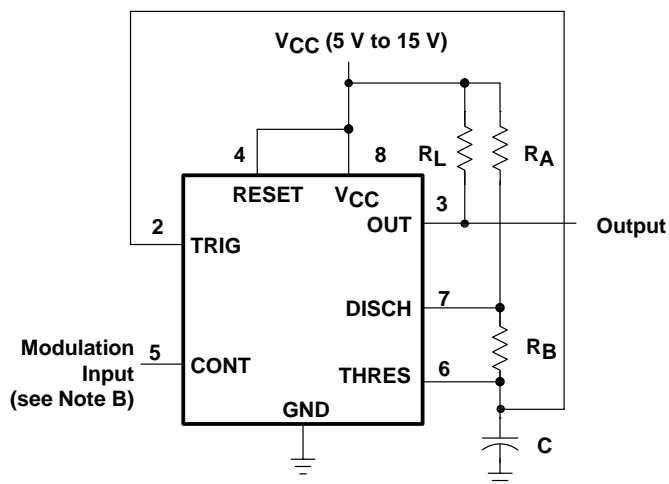 VCC (5 V to 15 V)
4
8
RL
RA
RESET
VCC
3
2
OUT
Output
TRIG
7
DISCH
RB
Modulation
Input
(see Note B)
5
CONT
6
THRES
GND
C